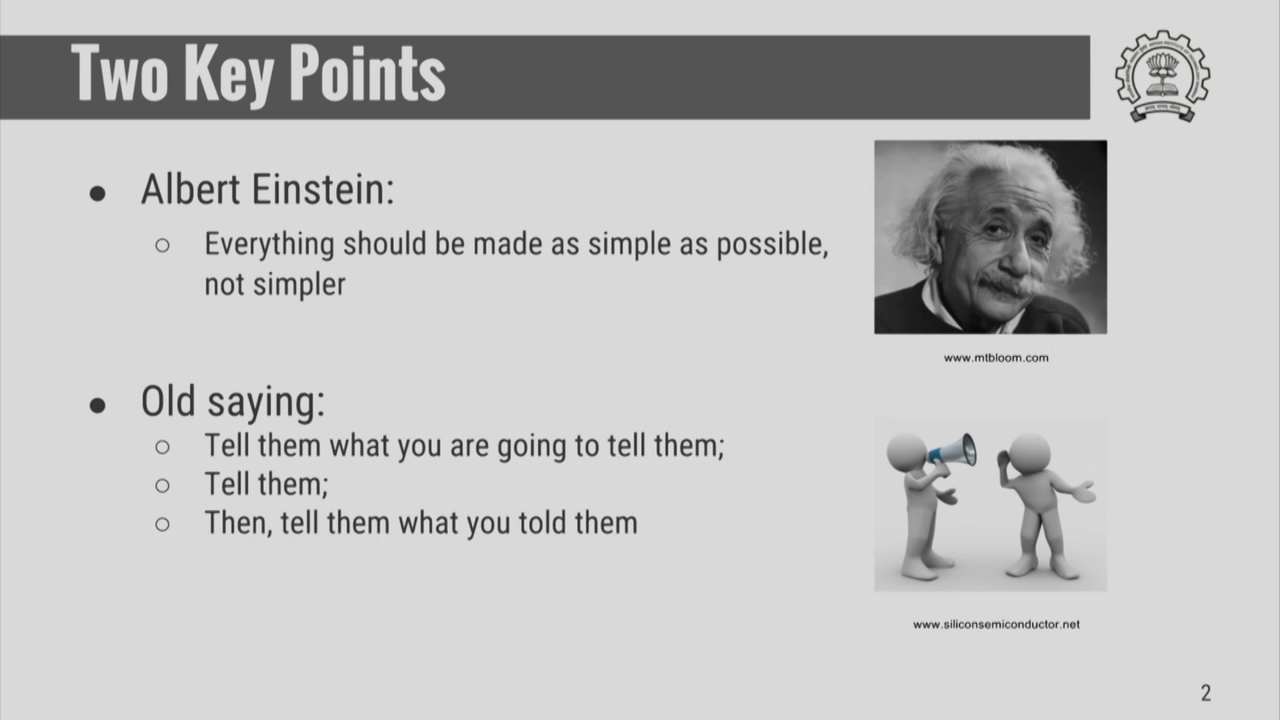 Two Key Points
● Albert Einstein:
○ Everything should be made as simple as possible,
not simpler
www.mtbloom.com
● Old saying:
○ Tell them what you are going to tell them;
○ Tell them;
○ Then, tell them what you told them
www.siliconsemiconductor.net
2